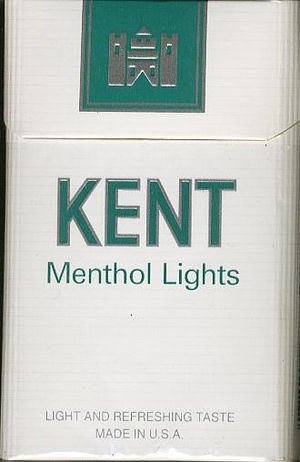 KENT
Menthol Lights
LIGHT AND REFRESHING TASTE
MADE IN U.S.A.